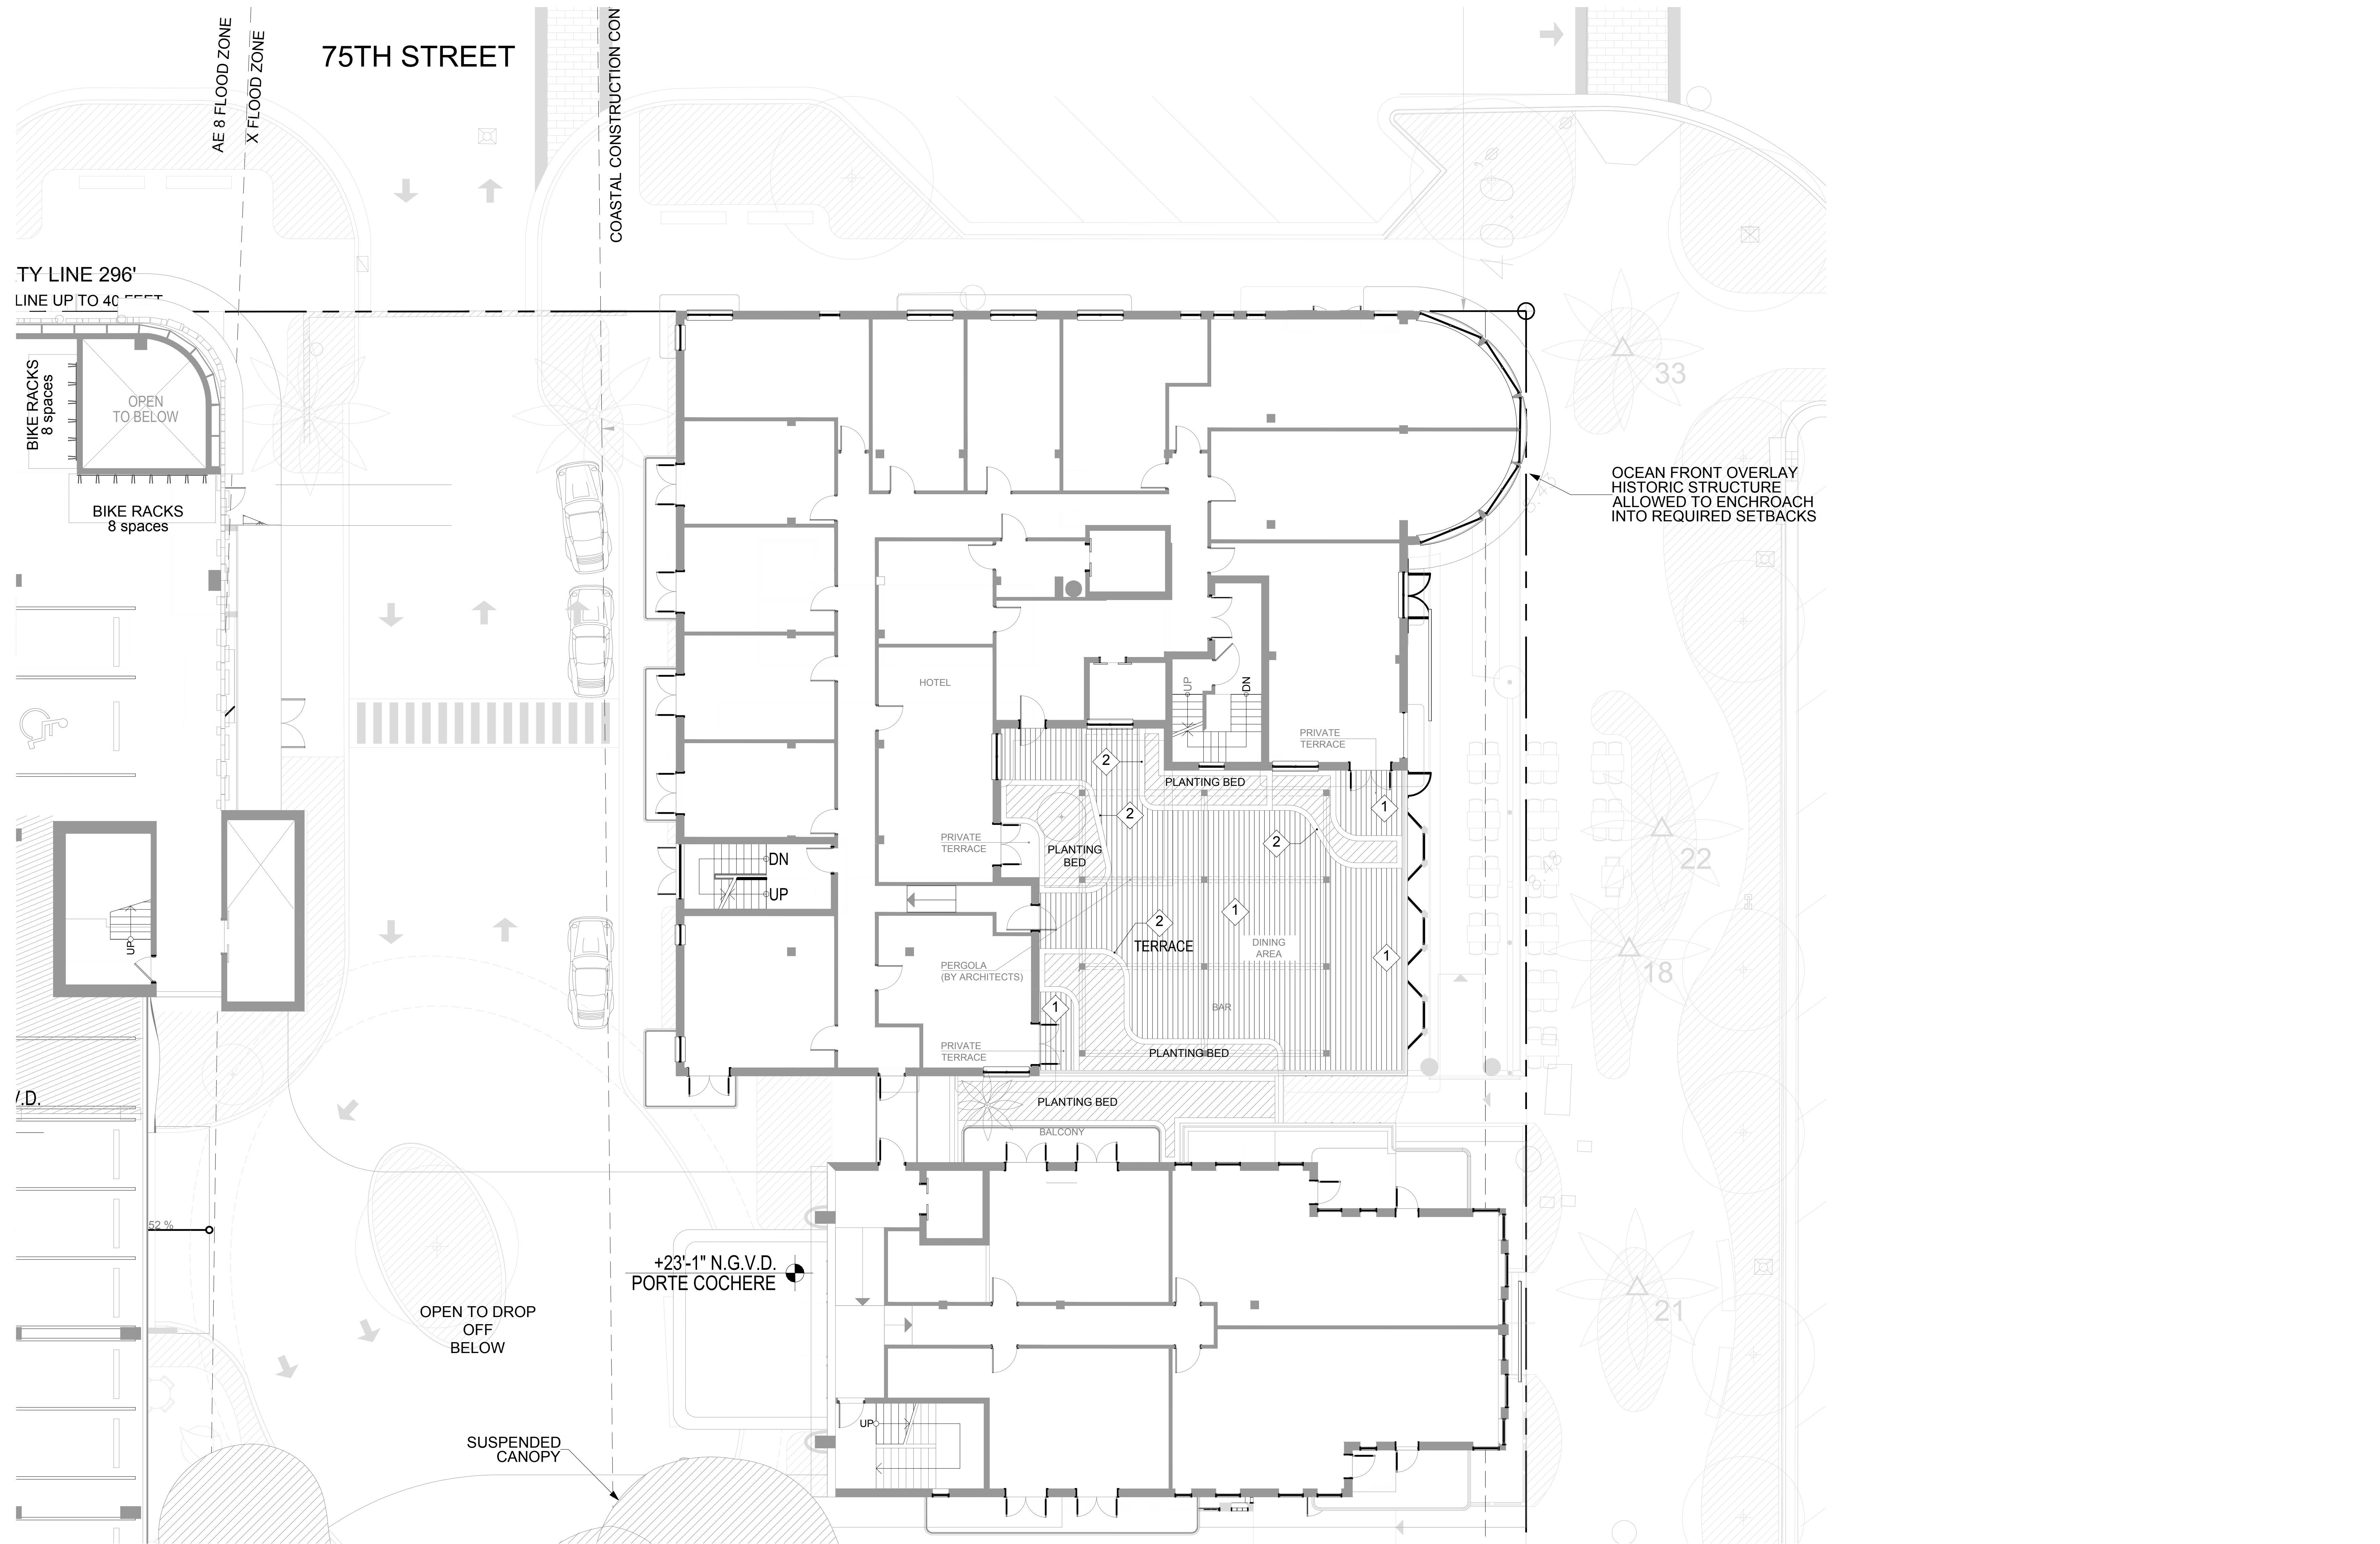 75TH STREET
AE 8 FLOOD ZONE
X FLOOD ZONE
COASTAL CONSTRUCTION CON
TY LINE 296'
LINE UP TO 40 FEET
BIKE RACKS
8 spaces
OPEN
TO BELOW
BIKE RACKS
8 spaces
33
OCEAN FRONT OVERLAY
HISTORIC STRUCTURE
ALLOWED TO ENCHROACH
INTO REQUIRED SETBACKS
HOTEL
UP
DN
PRIVATE
TERRACE
2
PLANTING BED
1
2
2
PRIVATE
TERRACE
PLANTING
BED
DN
UP
22
1
2
TERRACE
DINING
AREA
1
UP
PERGOLA
(BY ARCHITECTS)
18
1
BAR
PRIVATE
TERRACE
PLANTING BED
V.D.
PLANTING BED
BALCONY
52 %
+23'-1" N.G.V.D.
PORTE COCHERE
OPEN TO DROP
OFF
BELOW
21
UP
SUSPENDED
CANOPY